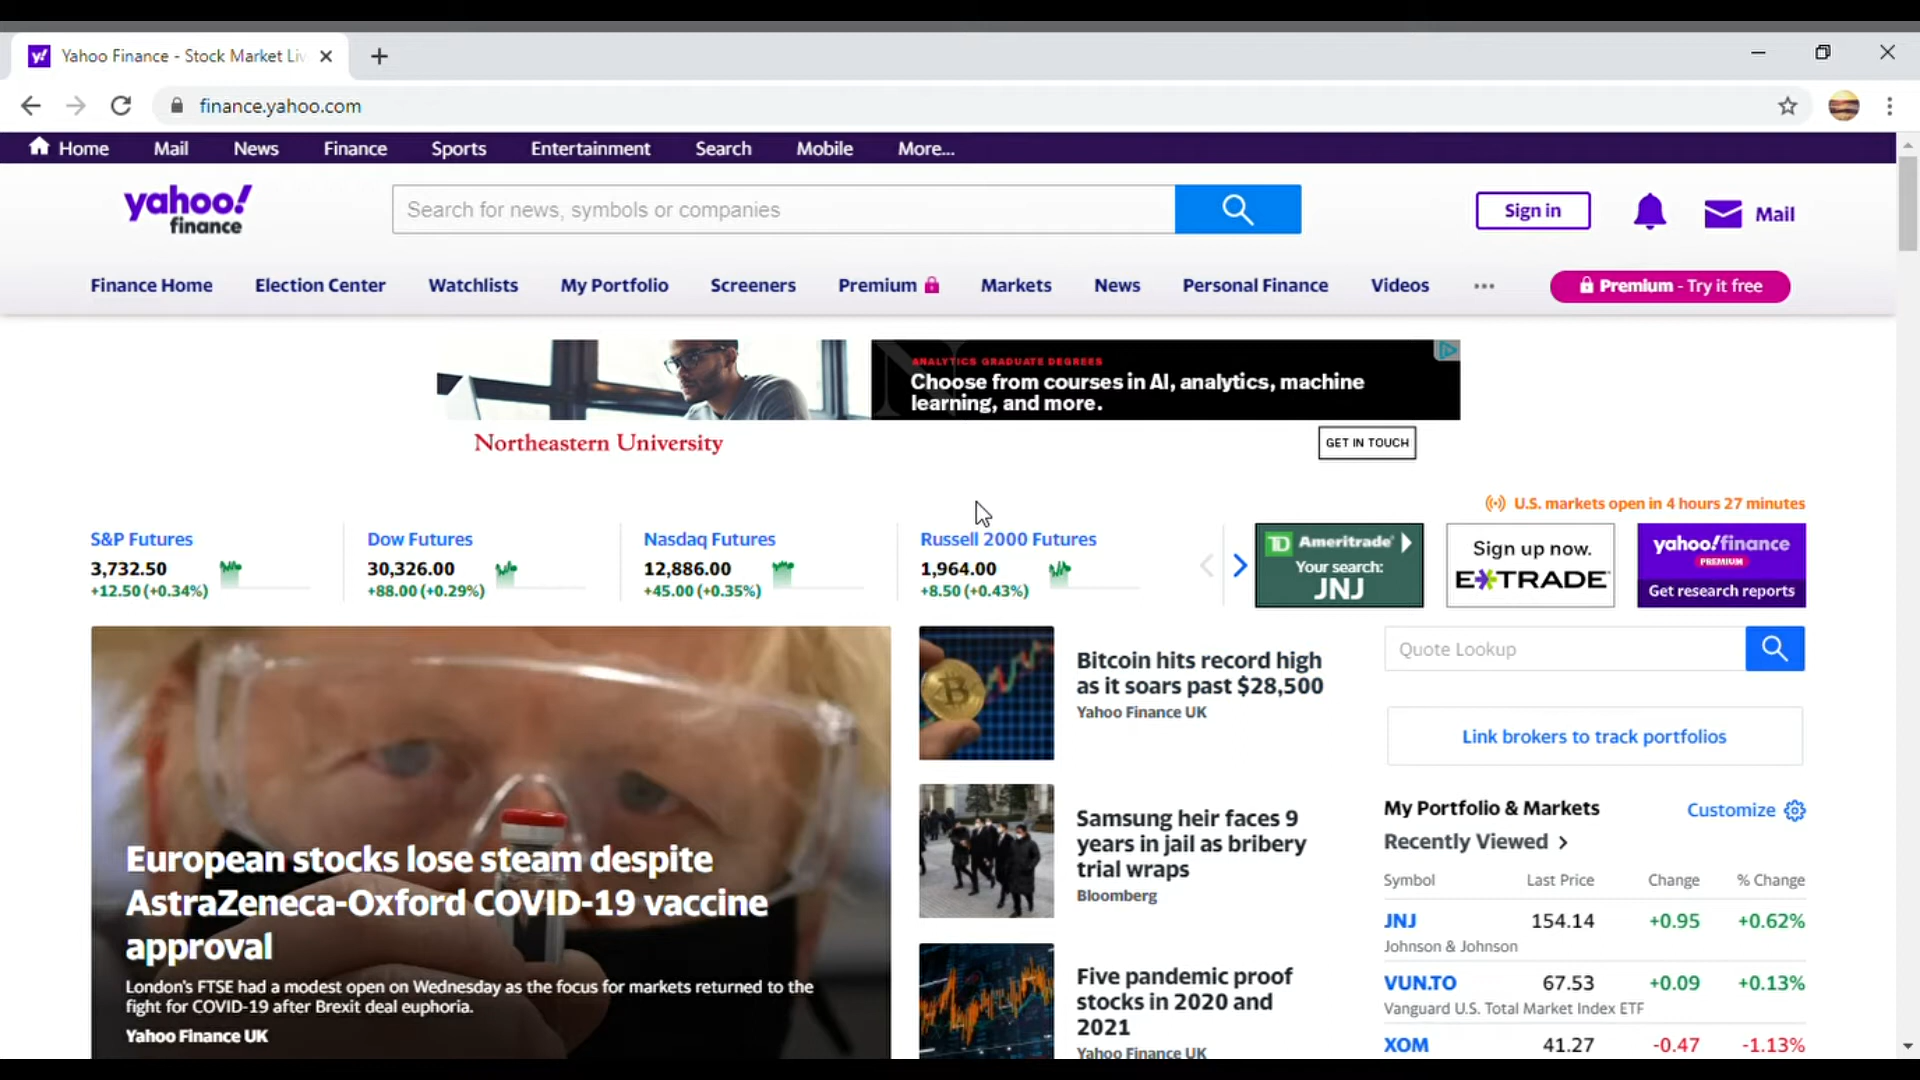 Yahoo Finance - Stock Market Liv
finance.yahoo.com
Home Mail News Finance Sports Entertainment Search Mobile More...
yahoo!
finance
Search for news, symbols or companies
Sign in
Mail
Finance Home Election Center Watchlists My Portfolio Screeners Premium Markets News Personal Finance Videos ... Premium - Try it free
ANALYTICS GRADUATE DEGREES
Choose from courses in AI, analytics, machine
learning, and more.
Northeastern University
GET IN TOUCH
U.S. markets open in 4 hours 27 minutes
S&P Futures
3,732.50
+12.50 (+0.34%)
Dow Futures
30,326.00
+88.00 (+0.29%)
Nasdaq Futures
12,886.00
+45.00 (+0.35%)
Russell 2000 Futures
1,964.00
+8.50 (+0.43%)
TD Ameritrade
Your search:
JNJ
Sign up now.
E*TRADE
yahoo!finance
PREMIUM
Get research reports
European stocks lose steam despite
AstraZeneca-Oxford COVID-19 vaccine
approval
London's FTSE had a modest open on Wednesday as the focus for markets returned to the
fight for COVID-19 after Brexit deal euphoria.
Yahoo Finance UK
Bitcoin hits record high
as it soars past $28,500
Yahoo Finance UK
Samsung heir faces 9
years in jail as bribery
trial wraps
Bloomberg
Five pandemic proof
stocks in 2020 and
2021
Yahoo Finance UK
Quote Lookup
Link brokers to track portfolios
My Portfolio & Markets Customize
Recently Viewed >
Symbol Last Price Change % Change
JNJ 154.14 +0.95 +0.62%
Johnson & Johnson
VUN.TO 67.53 +0.09 +0.13%
Vanguard U.S. Total Market Index ETF
XOM 41.27 -0.47 -1.13%